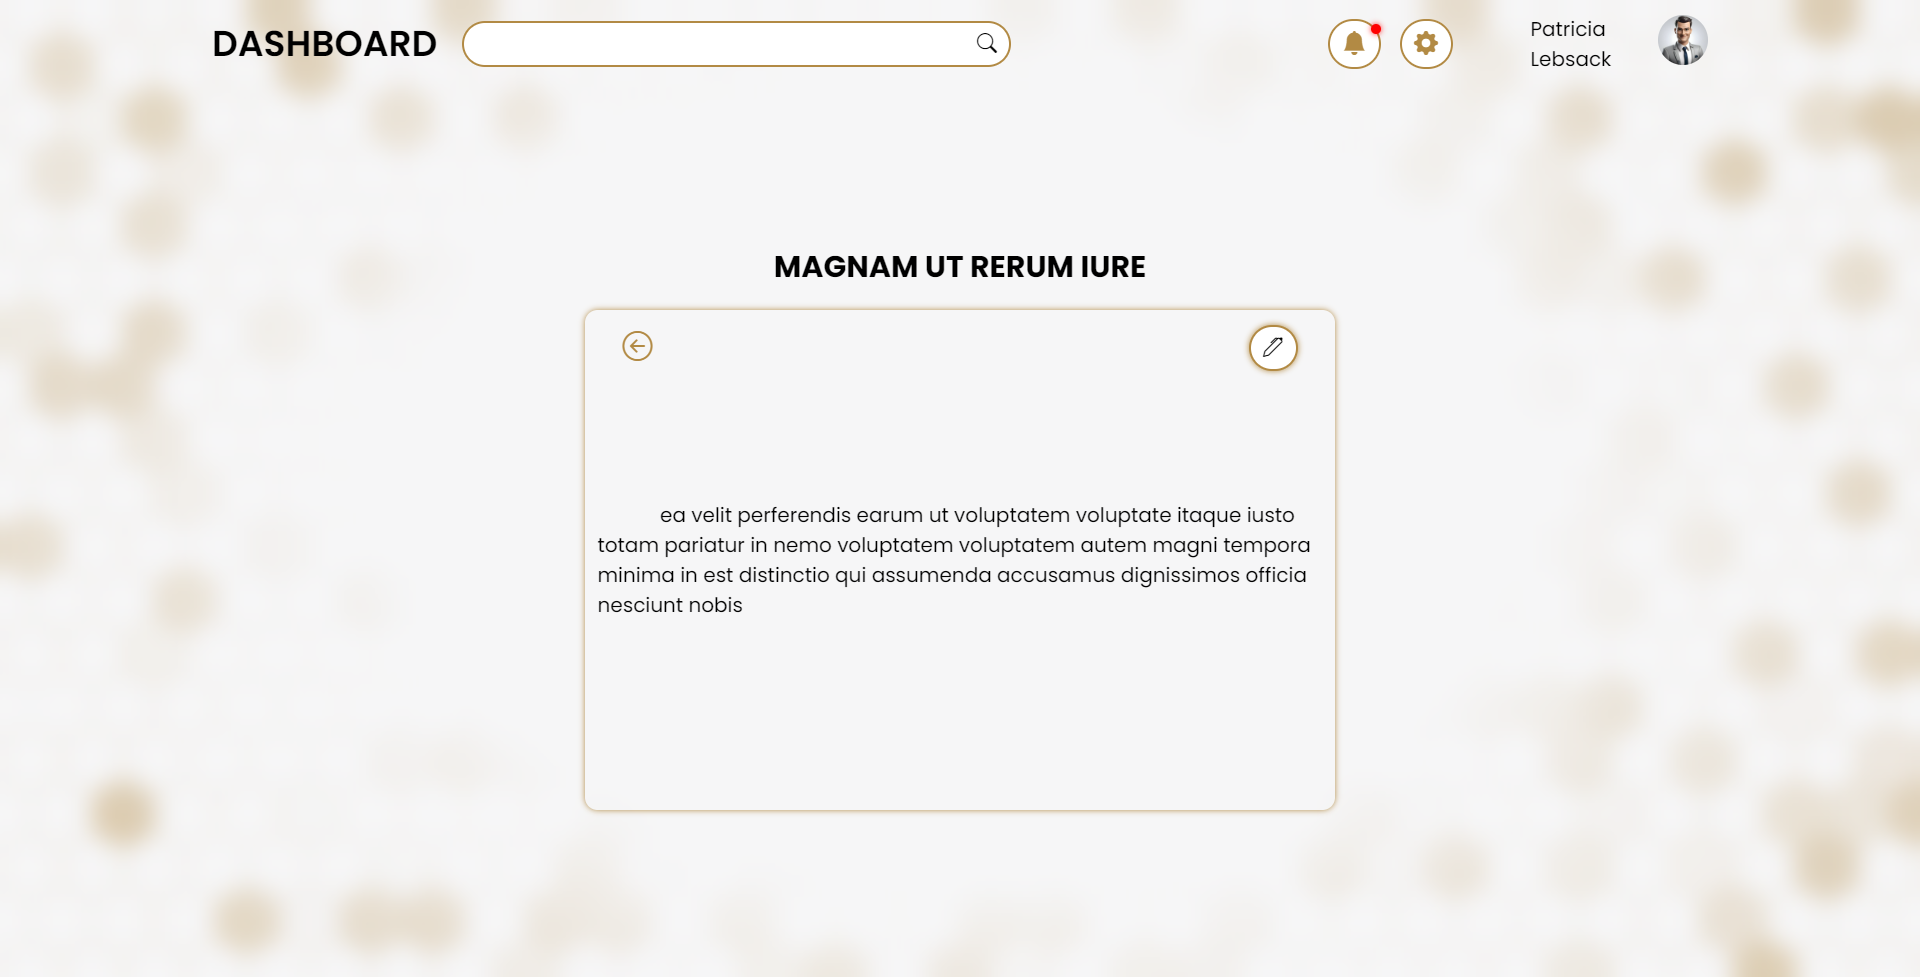 DASHBOARD
Patricia
Lebsack
MAGNAM UT RERUM IURE
ea velit perferendis earum ut voluptatem voluptate itaque iusto
totam pariatur in nemo voluptatem voluptatem autem magni tempora
minima in est distinctio qui assumenda accusamus dignissimos officia
nesciunt nobis